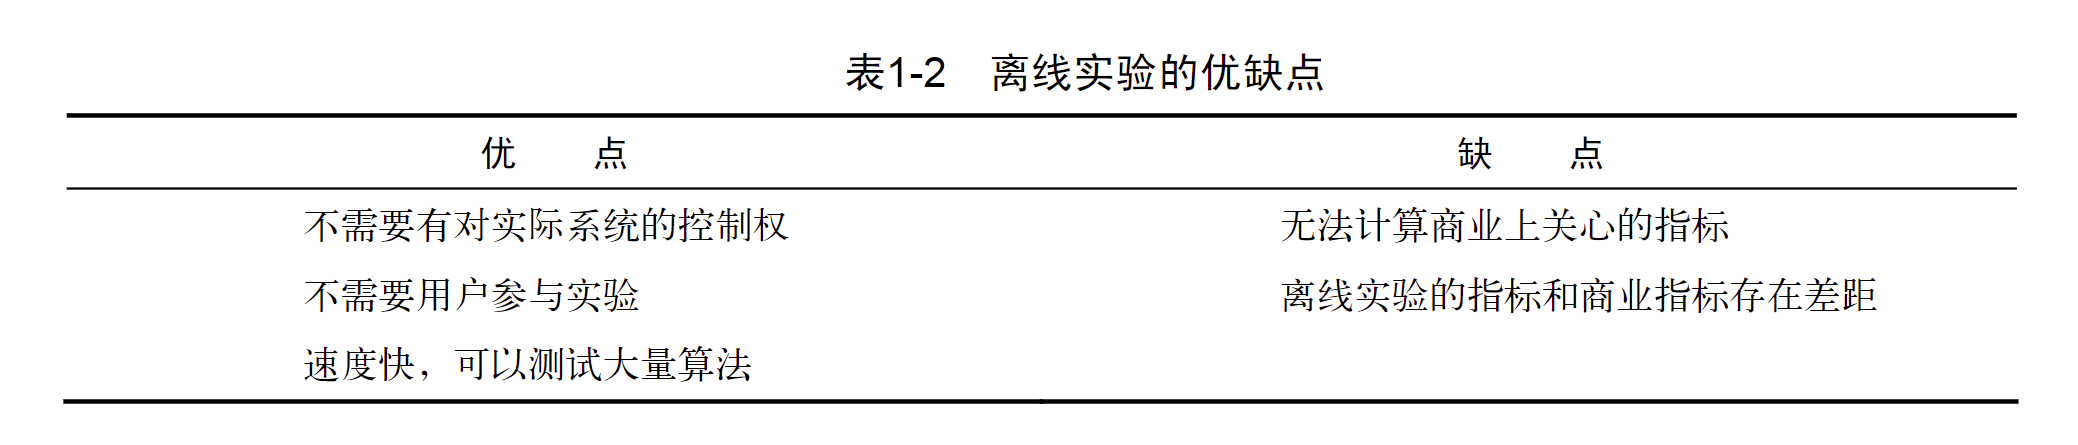 表1-2 离线实验的优缺点
优 点 缺 点
不需要有对实际系统的控制权 无法计算商业上关心的指标
不需要用户参与实验 离线实验的指标和商业指标存在差距
速度快，可以测试大量算法